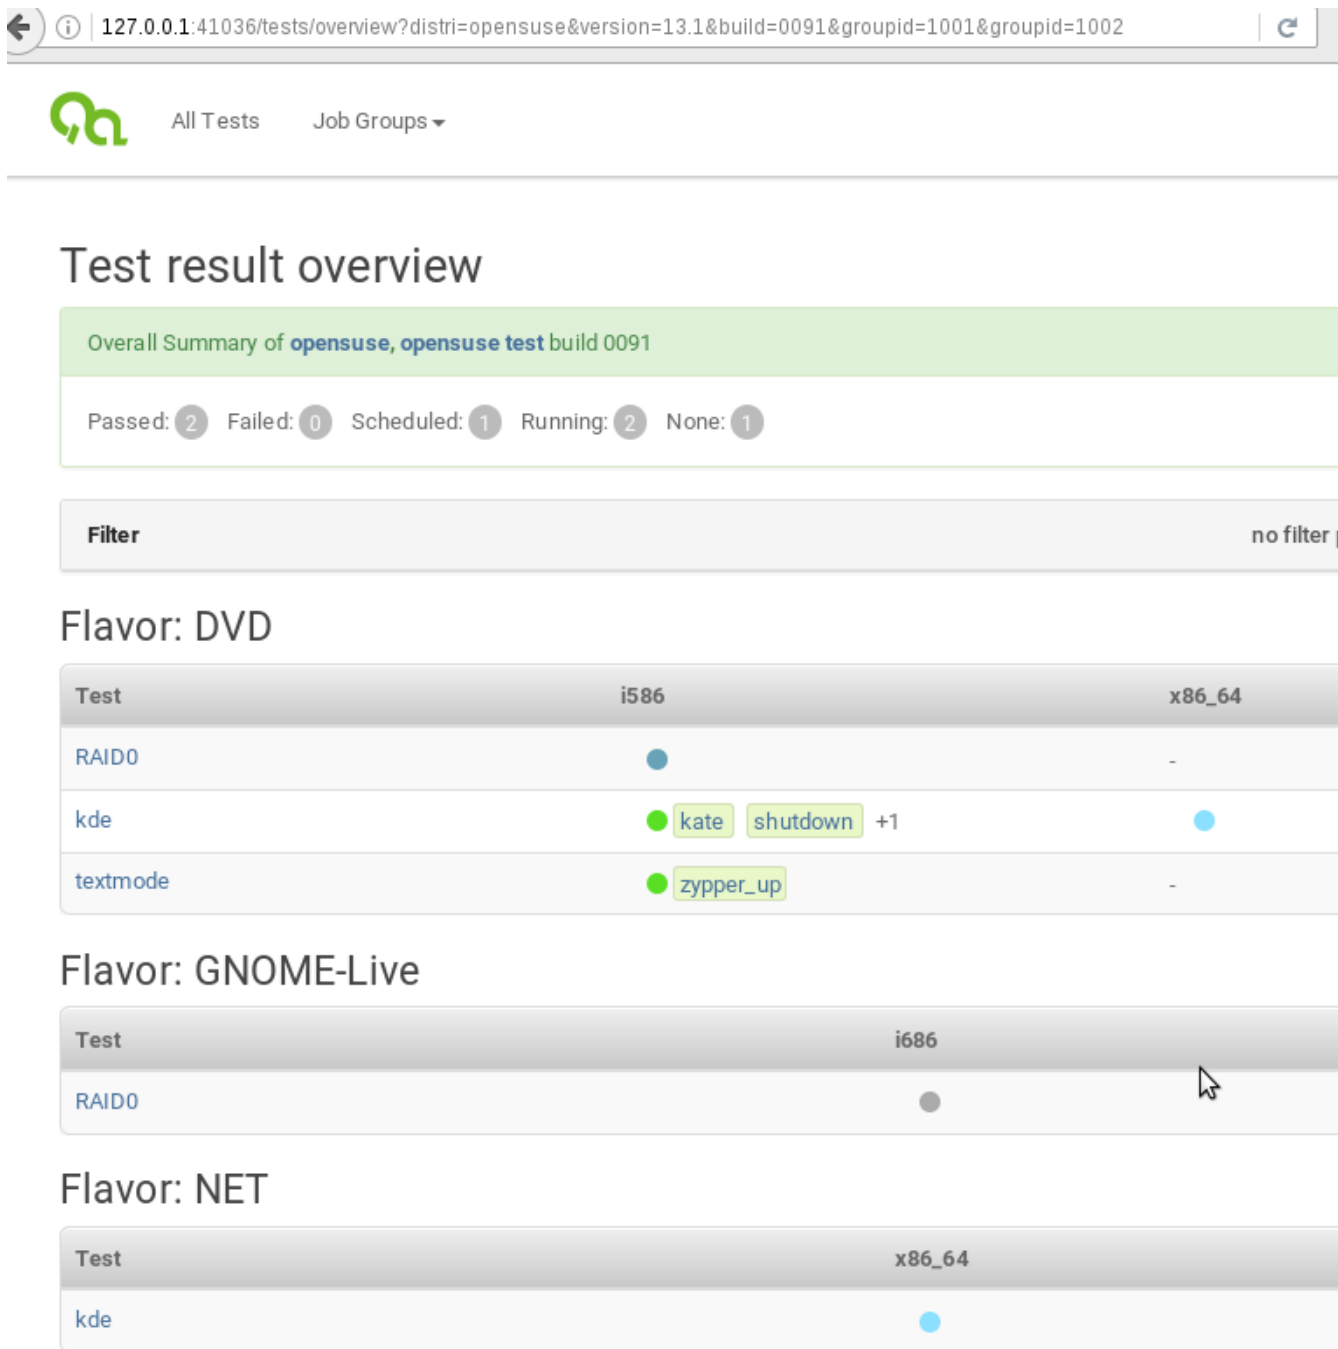 127.0.0.1:41036/tests/overview?distri=opensuse&version=13.1&build=0091&groupid=1001&groupid=1002
All Tests Job Groups
Test result overview
Overall Summary of opensuse, opensuse test build 0091
Passed: 2 Failed: 0 Scheduled: 1 Running: 2 None: 1
Filter no filter
Flavor: DVD
Test i586 x86_64
RAID0 -
kde kate shutdown +1
textmode zypper_up -
Flavor: GNOME-Live
Test i686
RAID0
Flavor: NET
Test x86_64
kde